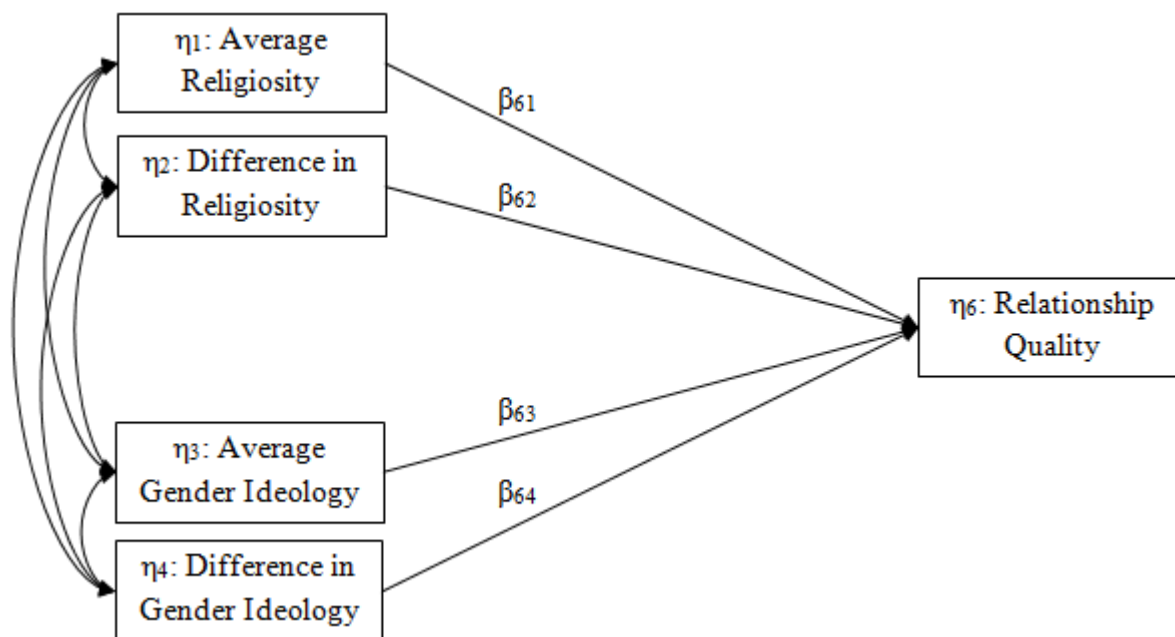 η1: Average
Religiosity
β61
η2: Difference in
Religiosity
β62
η6: Relationship
Quality
β63
η3: Average
Gender Ideology
β64
η4: Difference in
Gender Ideology